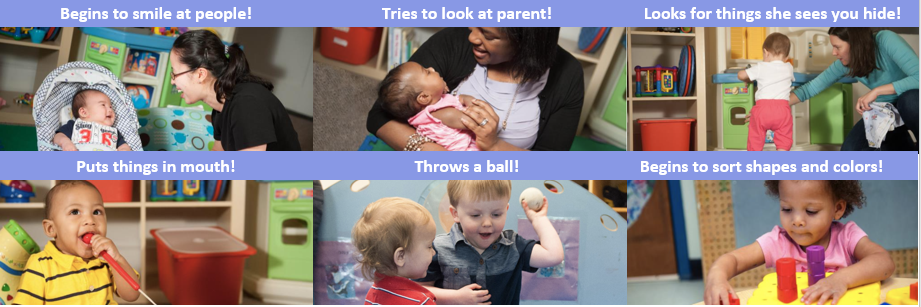 Begins to smile at people!
Tries to look at parent!
Looks for things she sees you hide!
Puts things in mouth!
Throws a ball!
Begins to sort shapes and colors!